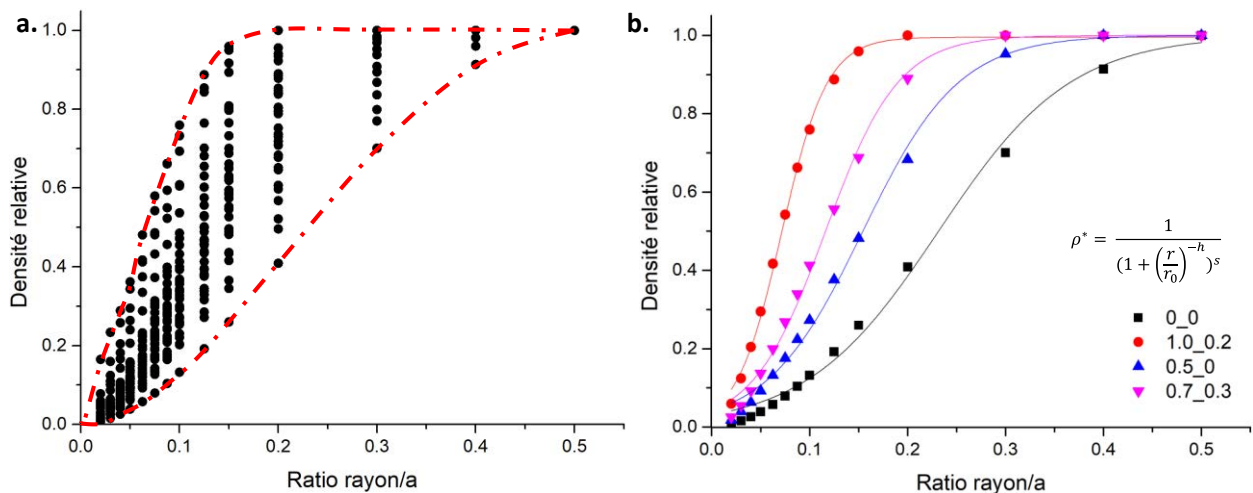 a.
Densité relative
1.0
0.8
0.6
0.4
0.2
0.0
0.0 0.1 0.2 0.3 0.4 0.5
Ratio rayon/a
b.
Densité relative
1.0
0.8
0.6
0.4
0.2
0.0
0.0 0.1 0.2 0.3 0.4 0.5
Ratio rayon/a
ρ* = 1 / (1 + (r/r₀)⁻ʰ)ˢ
0_0
1.0_0.2
0.5_0
0.7_0.3